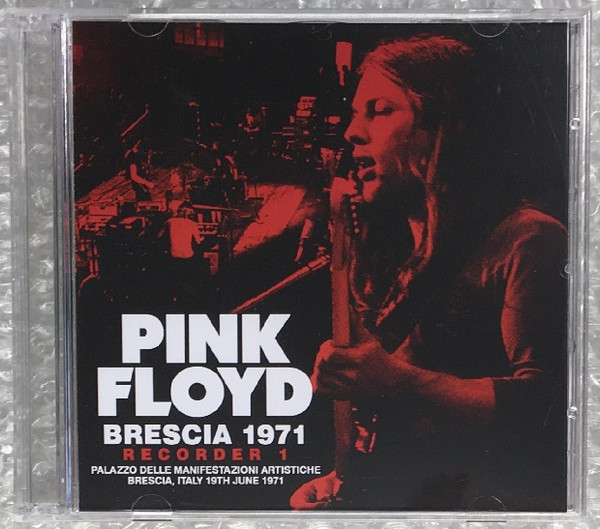 PINK
FLOYD
BRESCIA 1971
RECORDER 1
PALAZZO DELLE MANIFESTAZIONI ARTISTICHE
BRESCIA, ITALY 19TH JUNE 1971